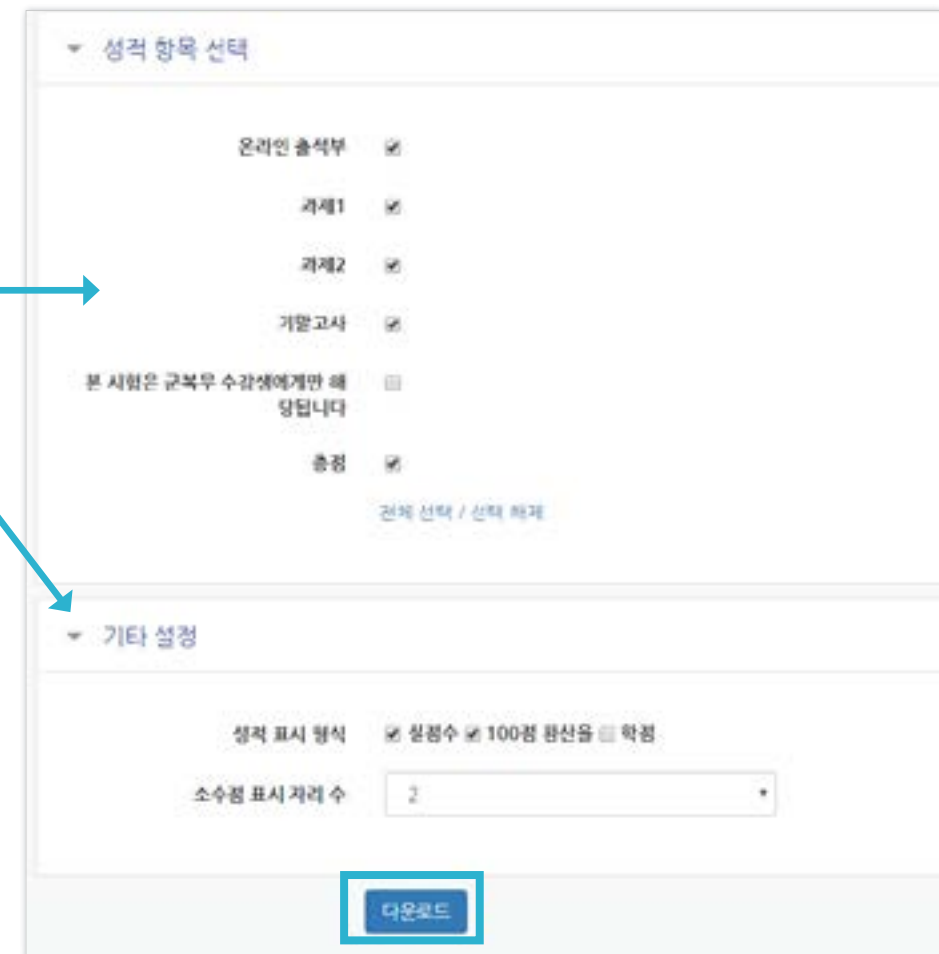 성적 항목 선택
온라인 출석부
과제1
과제2
기말고사
본 시험은 군복무 수강생에게만 해
당됩니다
총점
전체 선택 / 선택 해제
기타 설정
성적 표시 형식 실점수 100점 환산율 학점
소수점 표시 자리 수 2
다운로드